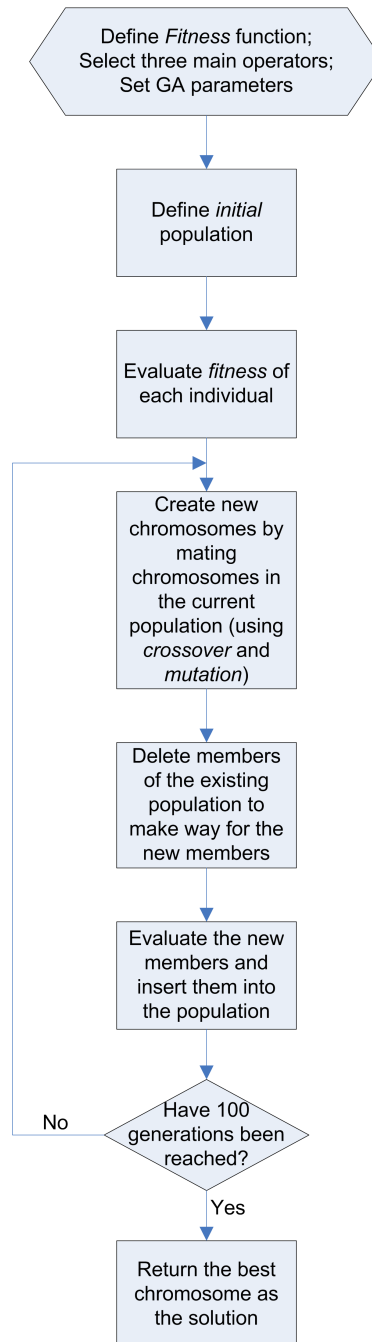 Define Fitness function;
Select three main operators;
Set GA parameters
Define initial
population
Evaluate fitness of
each individual
Create new
chromosomes by
mating
chromosomes in
the current
population (using
crossover and
mutation)
Delete members
of the existing
population to
make way for the
new members
Evaluate the new
members and
insert them into
the population
Have 100
generations been
reached?
No
Yes
Return the best
chromosome as
the solution